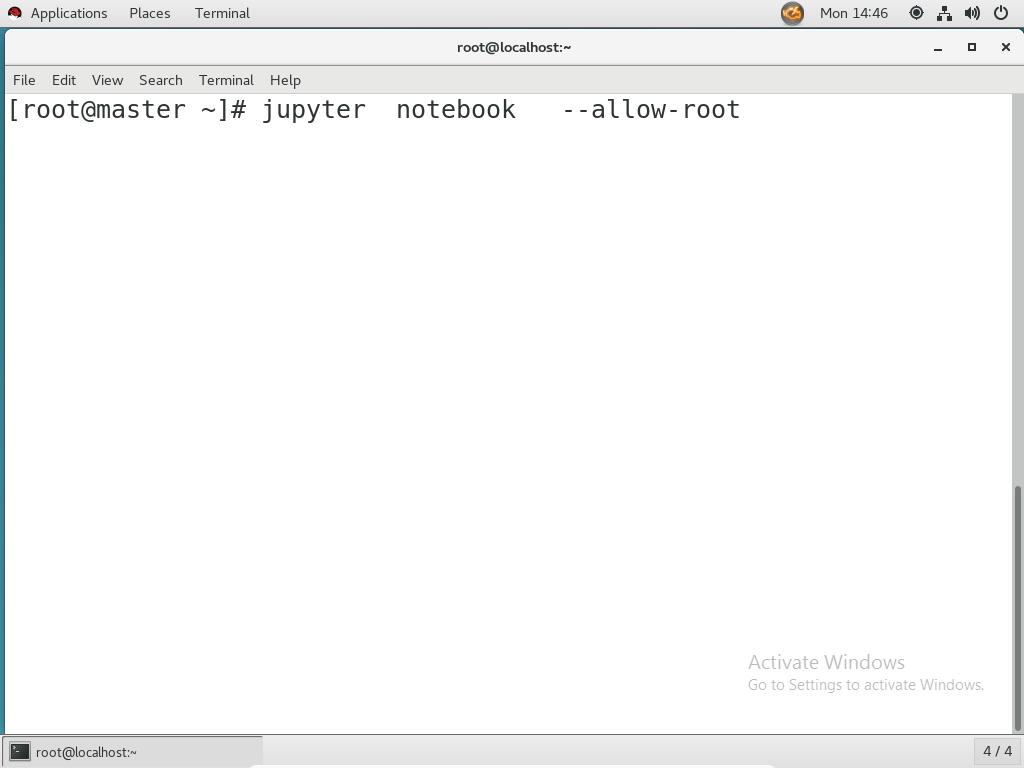 Applications Places Terminal Mon 14:46
root@localhost:~
File Edit View Search Terminal Help
[root@master ~]# jupyter  notebook   --allow-root
Activate Windows
Go to Settings to activate Windows.
root@localhost:~ 4 / 4